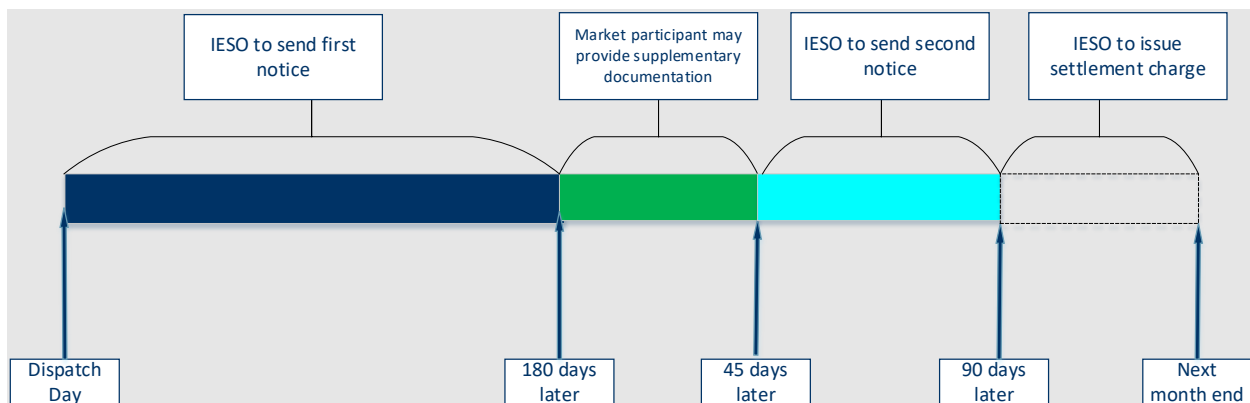 IESO to send first
notice
Market participant may
provide supplementary
documentation
IESO to send second
notice
IESO to issue
settlement charge
Dispatch
Day
180 days
later
45 days
later
90 days
later
Next
month end